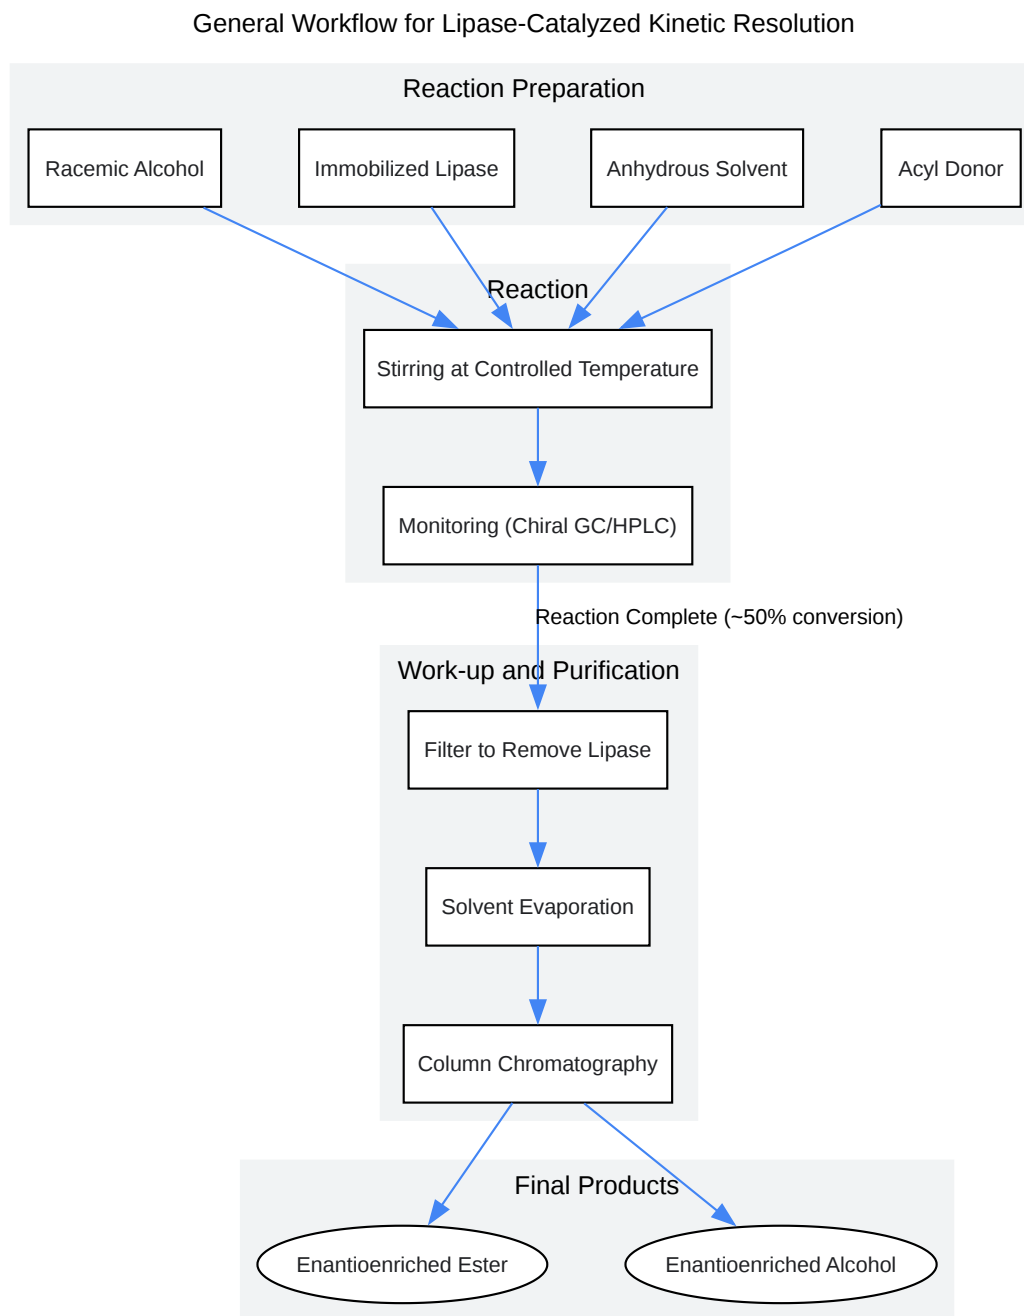 General Workflow for Lipase-Catalyzed Kinetic Resolution
Reaction Preparation
Racemic Alcohol
Immobilized Lipase
Anhydrous Solvent
Acyl Donor
Reaction
Stirring at Controlled Temperature
Monitoring (Chiral GC/HPLC)
Reaction Complete (~50% conversion)
Work-up and Purification
Filter to Remove Lipase
Solvent Evaporation
Column Chromatography
Final Products
Enantioenriched Ester
Enantioenriched Alcohol